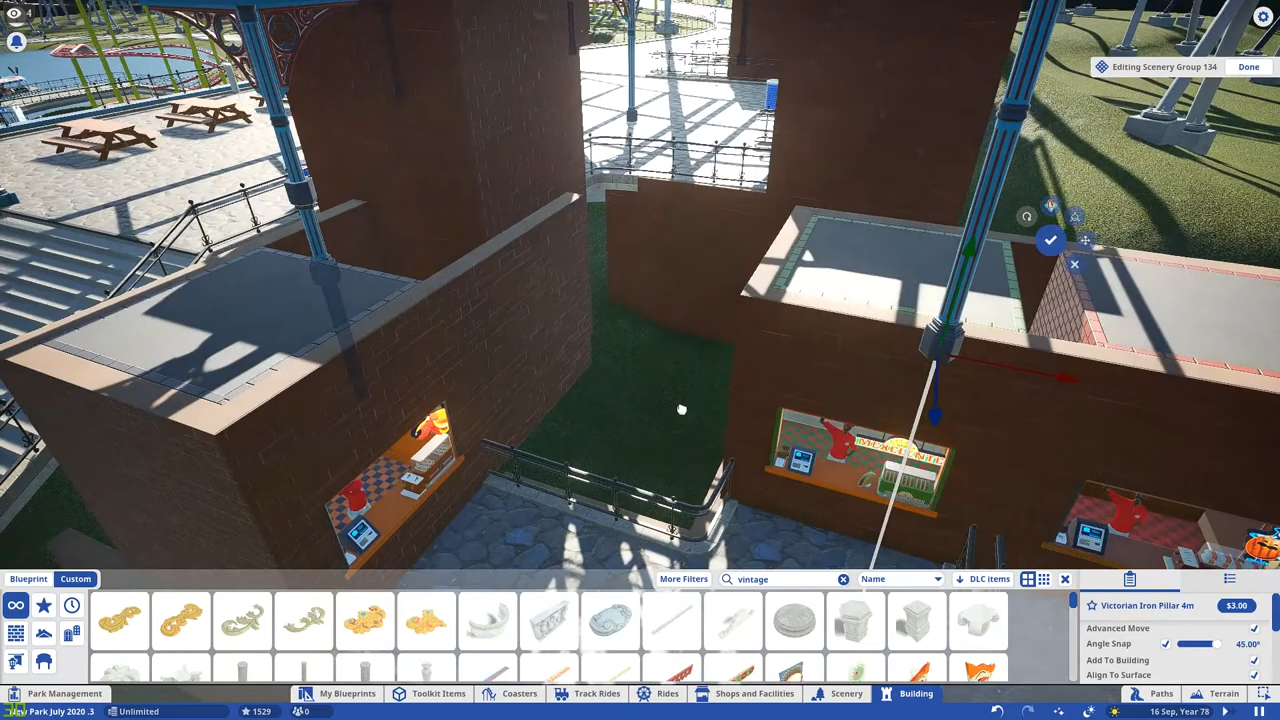 4
Editing Scenery Group 134 Done
MEXICANTE
Blueprint Custom More Filters vintage Name DLC items
Victorian Iron Pillar 4m $3.00
Advanced Move
Angle Snap 45.00°
Add To Building
Align To Surface
Park Management My Blueprints Toolkit Items Coasters Track Rides Rides Shops and Facilities Scenery Building Paths Terrain
New Park July 2020 .3 Unlimited 1529 0 16 Sep, Year 78